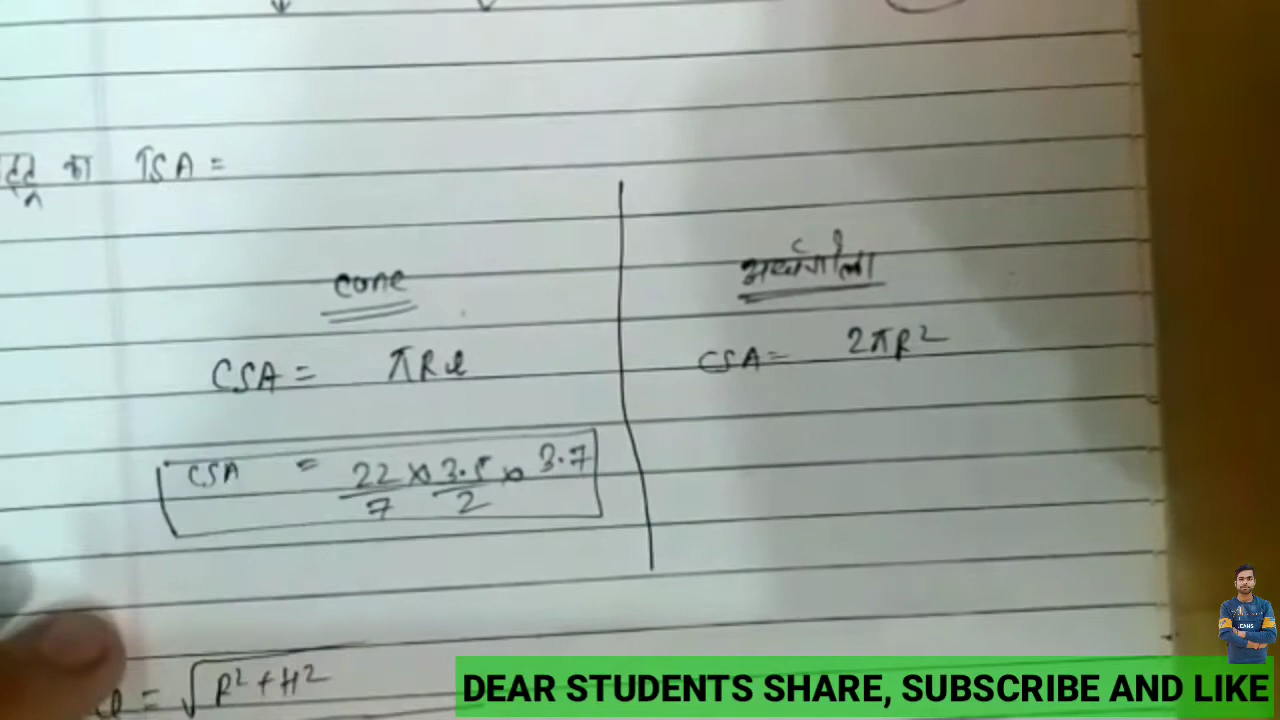 लट्टू का TSA =
cone
CSA = πRl
CSA = 22/7 × 3.5/2 × 3.7
अर्धगोला
CSA = 2πR²
l = √R²+H²
DEAR STUDENTS SHARE, SUBSCRIBE AND LIKE